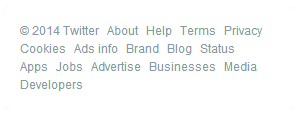 © 2014 Twitter About Help Terms Privacy
Cookies Ads info Brand Blog Status
Apps Jobs Advertise Businesses Media
Developers